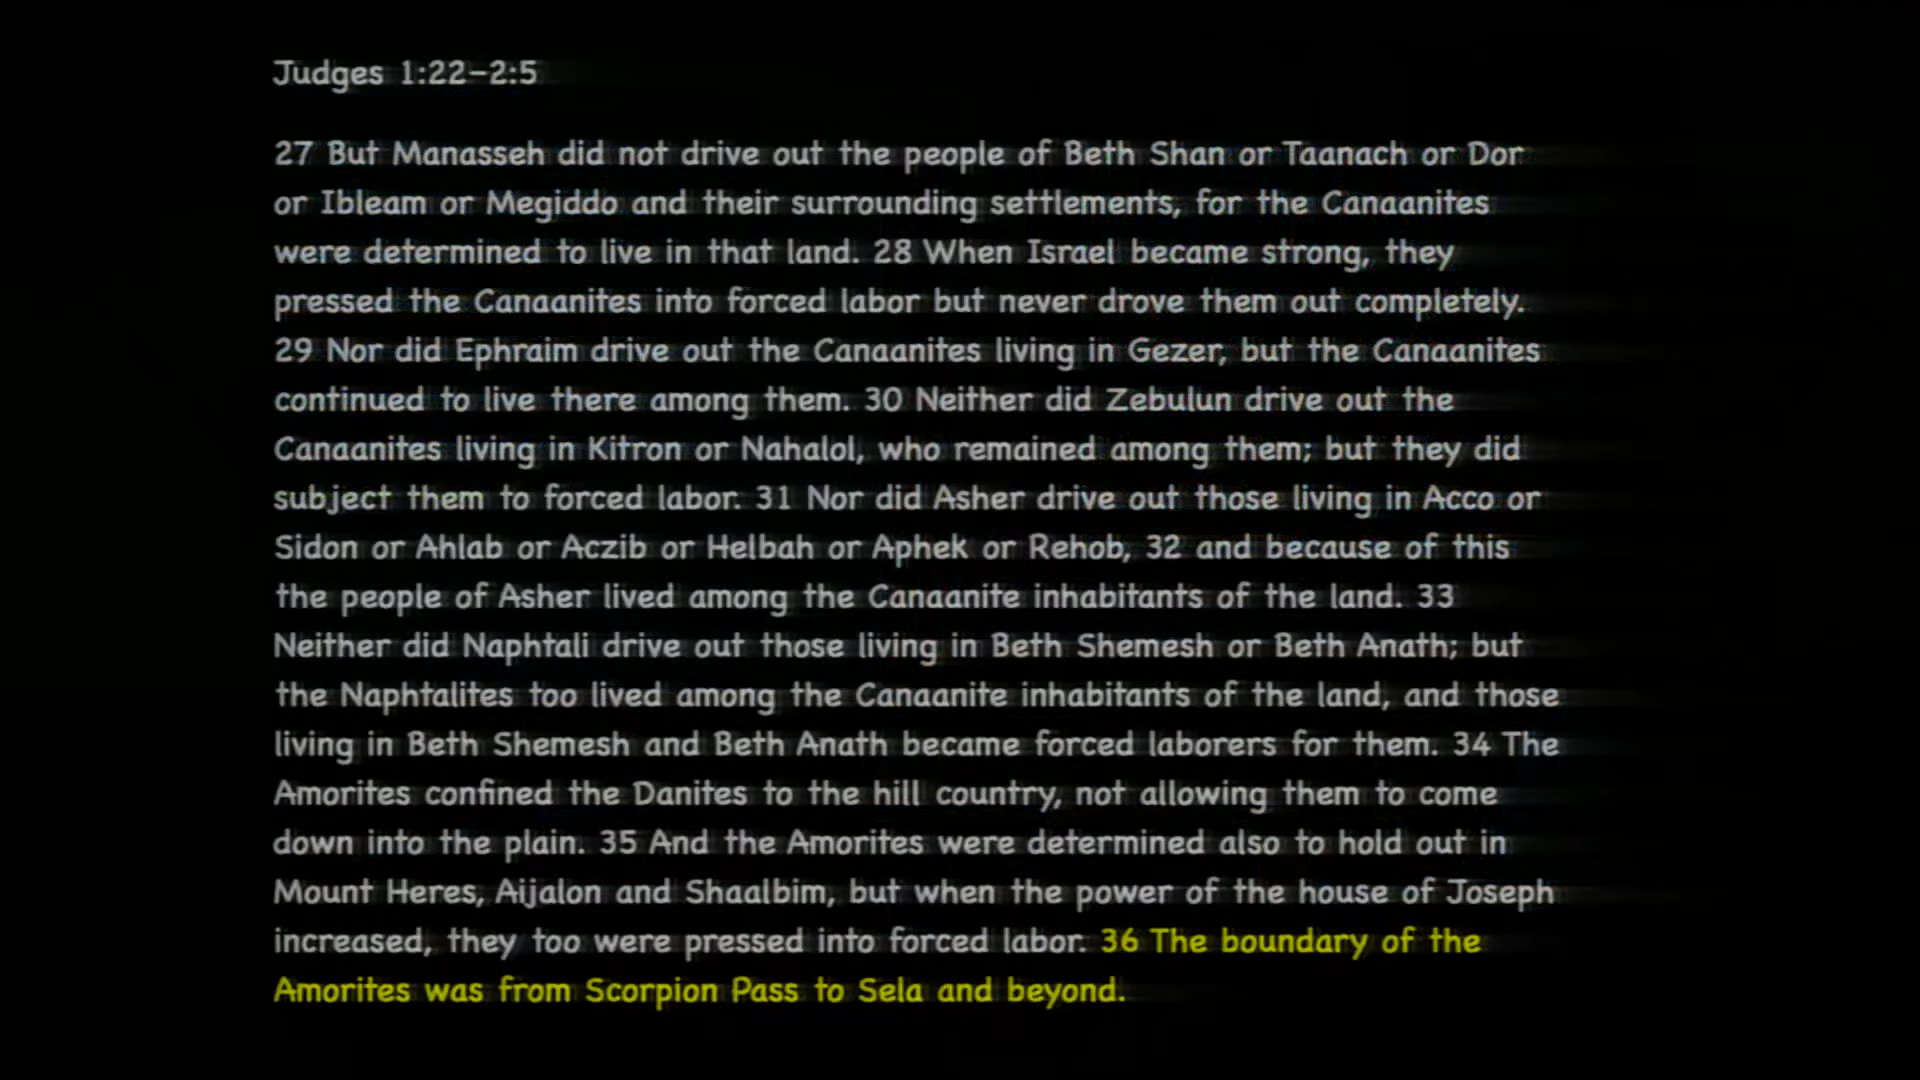 Judges 1:22–2:5
27 But Manasseh did not drive out the people of Beth Shan or Taanach or Dor
or Ibleam or Megiddo and their surrounding settlements, for the Canaanites
were determined to live in that land. 28 When Israel became strong, they
pressed the Canaanites into forced labor but never drove them out completely.
29 Nor did Ephraim drive out the Canaanites living in Gezer, but the Canaanites
continued to live there among them. 30 Neither did Zebulun drive out the
Canaanites living in Kitron or Nahalol, who remained among them; but they did
subject them to forced labor. 31 Nor did Asher drive out those living in Acco or
Sidon or Ahlab or Aczib or Helbah or Aphek or Rehob, 32 and because of this
the people of Asher lived among the Canaanite inhabitants of the land. 33
Neither did Naphtali drive out those living in Beth Shemesh or Beth Anath; but
the Naphtalites too lived among the Canaanite inhabitants of the land, and those
living in Beth Shemesh and Beth Anath became forced laborers for them. 34 The
Amorites confined the Danites to the hill country, not allowing them to come
down into the plain. 35 And the Amorites were determined also to hold out in
Mount Heres, Aijalon and Shaalbim, but when the power of the house of Joseph
increased, they too were pressed into forced labor. 36 The boundary of the
Amorites was from Scorpion Pass to Sela and beyond.